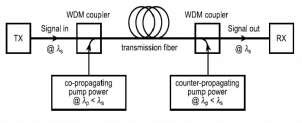 WDM coupler
WDM coupler
TX
Signal in
@ λs
transmission fiber
Signal out
@ λs
RX
co-propagating
pump power
@ λp < λs
counter-propagating
pump power
@ λp < λs